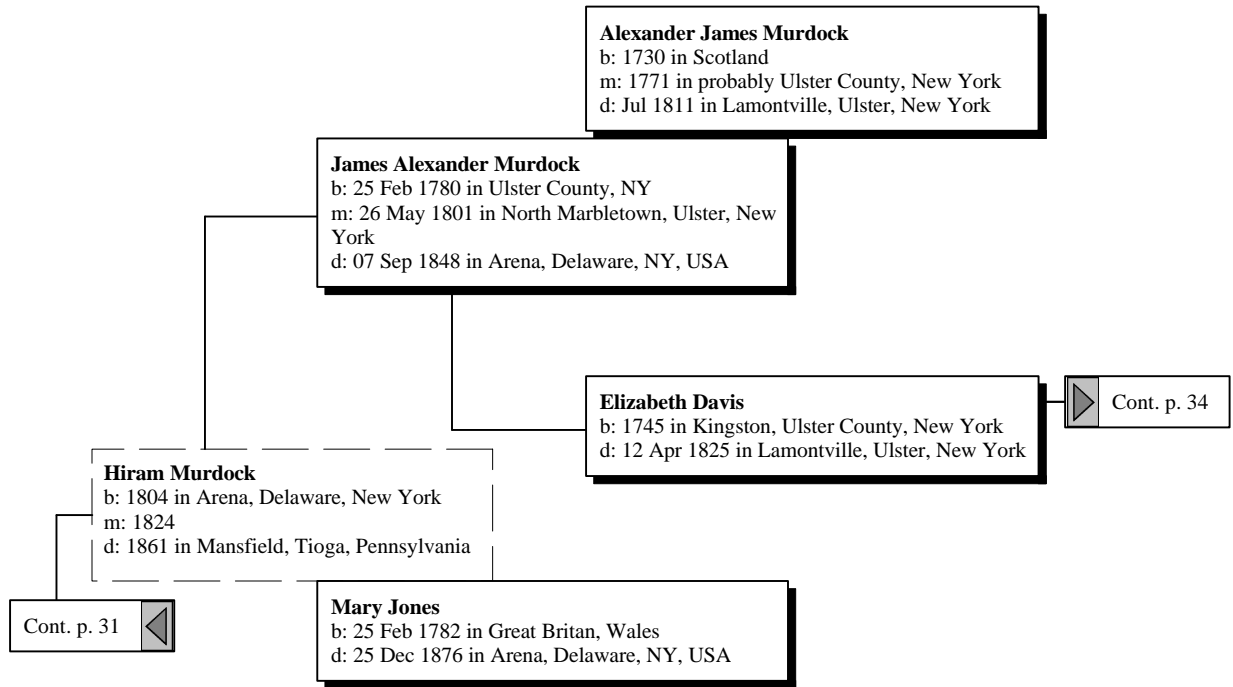 Alexander James Murdock
b: 1730 in Scotland
m: 1771 in probably Ulster County, New York
d: Jul 1811 in Lamontville, Ulster, New York
James Alexander Murdock
b: 25 Feb 1780 in Ulster County, NY
m: 26 May 1801 in North Marbletown, Ulster, New
York
d: 07 Sep 1848 in Arena, Delaware, NY, USA
Elizabeth Davis
b: 1745 in Kingston, Ulster County, New York
d: 12 Apr 1825 in Lamontville, Ulster, New York
Cont. p. 34
Hiram Murdock
b: 1804 in Arena, Delaware, New York
m: 1824
d: 1861 in Mansfield, Tioga, Pennsylvania
Cont. p. 31
Mary Jones
b: 25 Feb 1782 in Great Britan, Wales
d: 25 Dec 1876 in Arena, Delaware, NY, USA